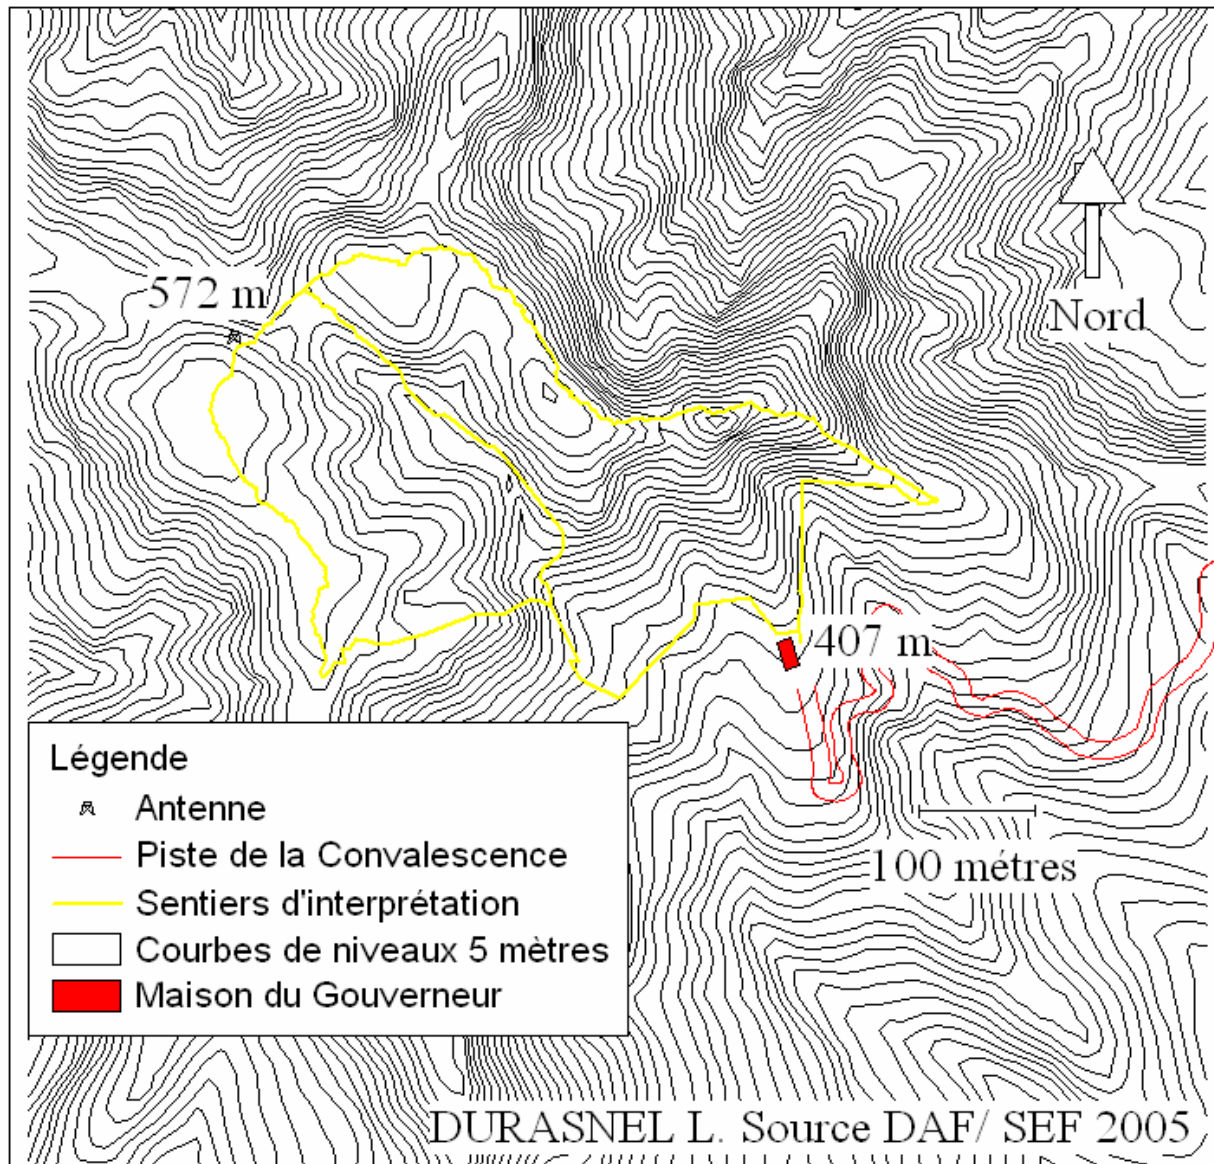 572 m
Nord
407 m
100 métres
Légende
Antenne
Piste de la Convalescence
Sentiers d'interprétation
Courbes de niveaux 5 mètres
Maison du Gouverneur
DURASNEL L. Source DAF/ SEF 2005